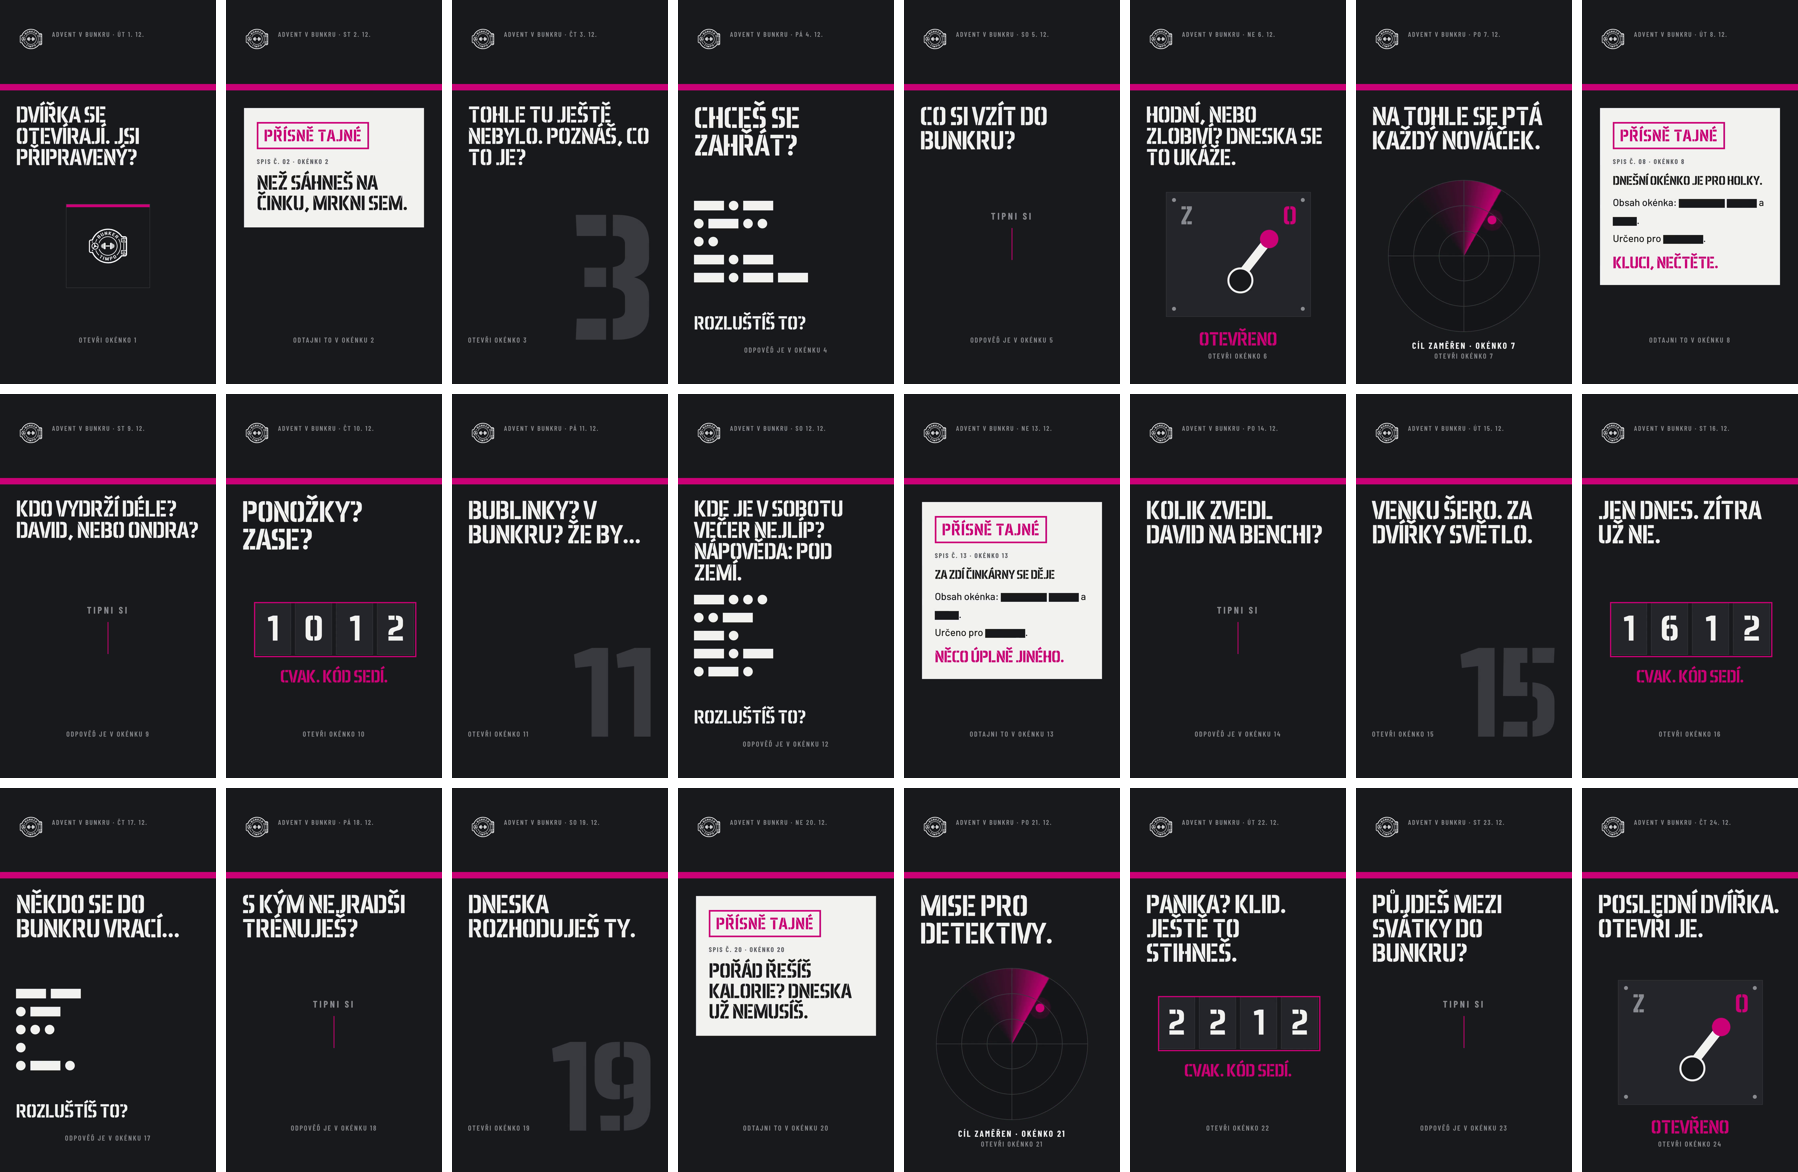 ADVENT V BUNKRU · ÚT 1. 12.
DVÍŘKA SE
OTEVÍRAJÍ. JSI
PŘIPRAVENÝ?
BUNKER
TIMPO
OTEVŘI OKÉNKO 1
ADVENT V BUNKRU · ST 2. 12.
PŘÍSNĚ TAJNÉ
SPIS Č. 02 · OKÉNKO 2
NEŽ SÁHNEŠ NA
ČINKU, MRKNI SEM.
ODTAJNI TO V OKÉNKU 2
ADVENT V BUNKRU · ČT 3. 12.
TOHLE TU JEŠTĚ
NEBYLO. POZNÁŠ, CO
TO JE?
3
OTEVŘI OKÉNKO 3
ADVENT V BUNKRU · PÁ 4. 12.
CHCEŠ SE
ZAHŘÁT?
ROZLUŠTÍŠ TO?
ODPOVĚĎ JE V OKÉNKU 4
ADVENT V BUNKRU · SO 5. 12.
CO SI VZÍT DO
BUNKRU?
TIPNI SI
ODPOVĚĎ JE V OKÉNKU 5
ADVENT V BUNKRU · NE 6. 12.
HODNÍ, NEBO
ZLOBIVÍ? DNESKA SE
TO UKÁŽE.
Z O
OTEVŘENO
OTEVŘI OKÉNKO 6
ADVENT V BUNKRU · PO 7. 12.
NA TOHLE SE PTÁ
KAŽDÝ NOVÁČEK.
CÍL ZAMĚŘEN · OKÉNKO 7
OTEVŘI OKÉNKO 7
ADVENT V BUNKRU · ÚT 8. 12.
PŘÍSNĚ TAJNÉ
SPIS Č. 08 · OKÉNKO 8
DNEŠNÍ OKÉNKO JE PRO HOLKY.
Obsah okénka: a
.
Určeno pro .
KLUCI, NEČTĚTE.
ODTAJNI TO V OKÉNKU 8
ADVENT V BUNKRU · ST 9. 12.
KDO VYDRŽÍ DÉLE?
DAVID, NEBO ONDRA?
TIPNI SI
ODPOVĚĎ JE V OKÉNKU 9
ADVENT V BUNKRU · ČT 10. 12.
PONOŽKY?
ZASE?
1 0 1 2
CVAK. KÓD SEDÍ.
OTEVŘI OKÉNKO 10
ADVENT V BUNKRU · PÁ 11. 12.
BUBLINKY? V
BUNKRU? ŽE BY...
11
OTEVŘI OKÉNKO 11
ADVENT V BUNKRU · SO 12. 12.
KDE JE V SOBOTU
VEČER NEJLÍP?
NÁPOVĚDA: POD
ZEMÍ.
ROZLUŠTÍŠ TO?
ODPOVĚĎ JE V OKÉNKU 12
ADVENT V BUNKRU · NE 13. 12.
PŘÍSNĚ TAJNÉ
SPIS Č. 13 · OKÉNKO 13
ZA ZDÍ ČINKÁRNY SE DĚJE
Obsah okénka: a
.
Určeno pro .
NĚCO ÚPLNĚ JINÉHO.
ODTAJNI TO V OKÉNKU 13
ADVENT V BUNKRU · PO 14. 12.
KOLIK ZVEDL
DAVID NA BENCHI?
TIPNI SI
ODPOVĚĎ JE V OKÉNKU 14
ADVENT V BUNKRU · ÚT 15. 12.
VENKU ŠERO. ZA
DVÍŘKY SVĚTLO.
15
OTEVŘI OKÉNKO 15
ADVENT V BUNKRU · ST 16. 12.
JEN DNES. ZÍTRA
UŽ NE.
1 6 1 2
CVAK. KÓD SEDÍ.
OTEVŘI OKÉNKO 16
ADVENT V BUNKRU · ČT 17. 12.
NĚKDO SE DO
BUNKRU VRACÍ...
ROZLUŠTÍŠ TO?
ODPOVĚĎ JE V OKÉNKU 17
ADVENT V BUNKRU · PÁ 18. 12.
S KÝM NEJRADŠI
TRÉNUJEŠ?
TIPNI SI
ODPOVĚĎ JE V OKÉNKU 18
ADVENT V BUNKRU · SO 19. 12.
DNESKA
ROZHODUJEŠ TY.
19
OTEVŘI OKÉNKO 19
ADVENT V BUNKRU · NE 20. 12.
PŘÍSNĚ TAJNÉ
SPIS Č. 20 · OKÉNKO 20
POŘÁD ŘEŠÍŠ
KALORIE? DNESKA
UŽ NEMUSÍŠ.
ODTAJNI TO V OKÉNKU 20
ADVENT V BUNKRU · PO 21. 12.
MISE PRO
DETEKTIVY.
CÍL ZAMĚŘEN · OKÉNKO 21
OTEVŘI OKÉNKO 21
ADVENT V BUNKRU · ÚT 22. 12.
PANIKA? KLID.
JEŠTĚ TO
STIHNEŠ.
2 2 1 2
CVAK. KÓD SEDÍ.
OTEVŘI OKÉNKO 22
ADVENT V BUNKRU · ST 23. 12.
PŮJDEŠ MEZI
SVÁTKY DO
BUNKRU?
TIPNI SI
ODPOVĚĎ JE V OKÉNKU 23
ADVENT V BUNKRU · ČT 24. 12.
POSLEDNÍ DVÍŘKA.
OTEVŘI JE.
Z O
OTEVŘENO
OTEVŘI OKÉNKO 24